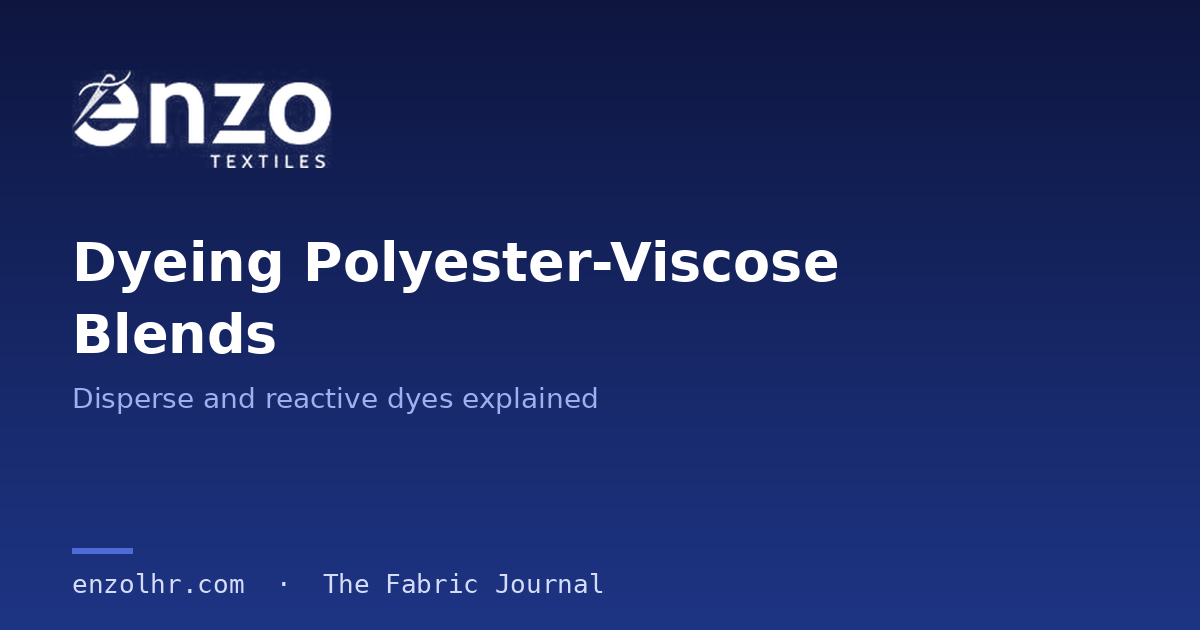 enzo
TEXTILES
Dyeing Polyester-Viscose
Blends
Disperse and reactive dyes explained
enzolhr.com · The Fabric Journal